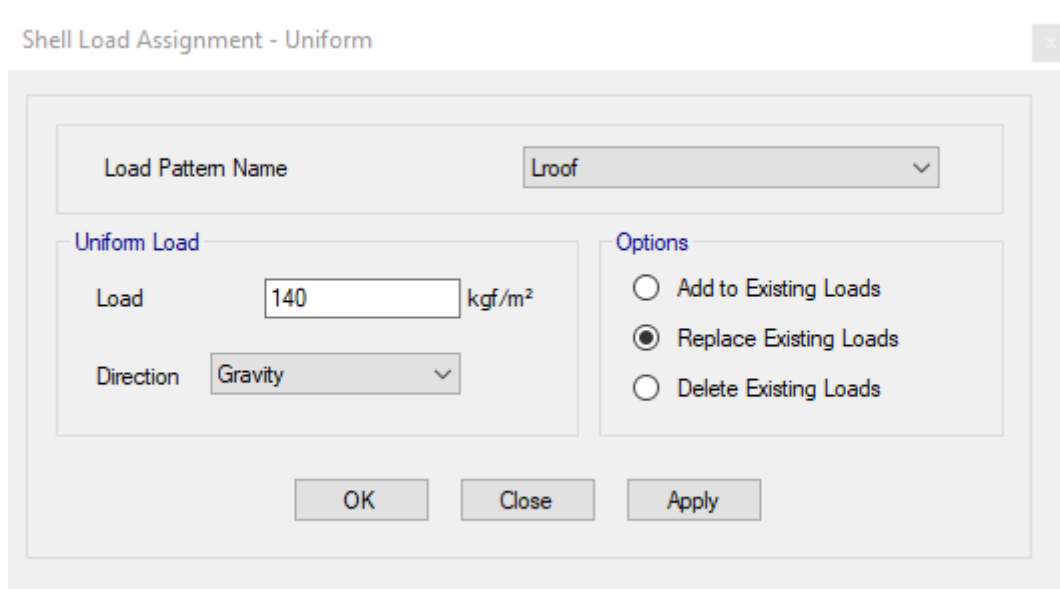 Shell Load Assignment - Uniform
x
Load Pattern Name
Lroof
Uniform Load
Load
140
kgf/m²
Direction
Gravity
Options
Add to Existing Loads
Replace Existing Loads
Delete Existing Loads
OK
Close
Apply